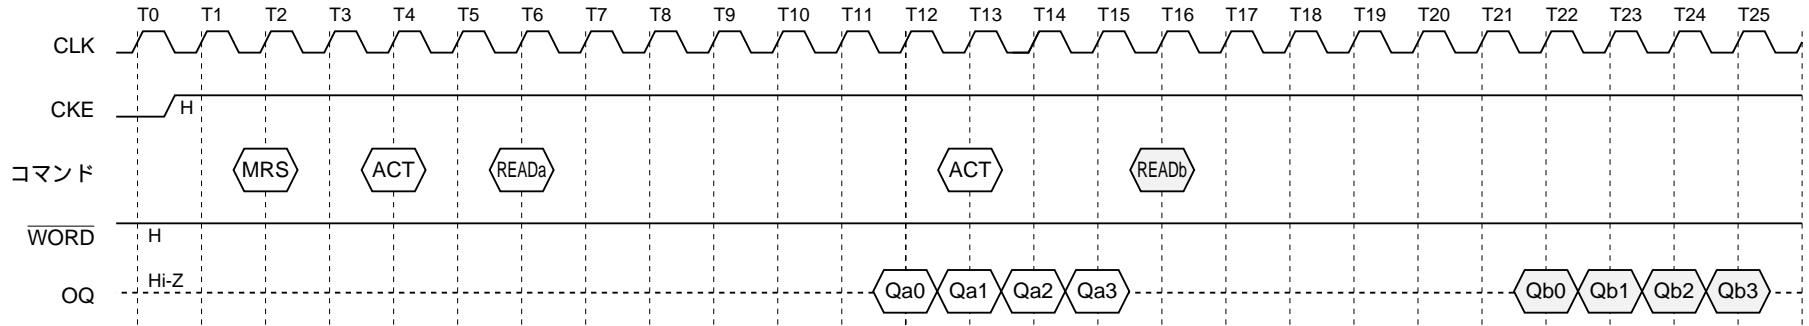 T0 T1 T2 T3 T4 T5 T6 T7 T8 T9 T10 T11 T12 T13 T14 T15 T16 T17 T18 T19 T20 T21 T22 T23 T24 T25
CLK
CKE H
コマンド MRS ACT READa ACT READb
WORD H
OQ Hi-Z Qa0 Qa1 Qa2 Qa3 Qb0 Qb1 Qb2 Qb3